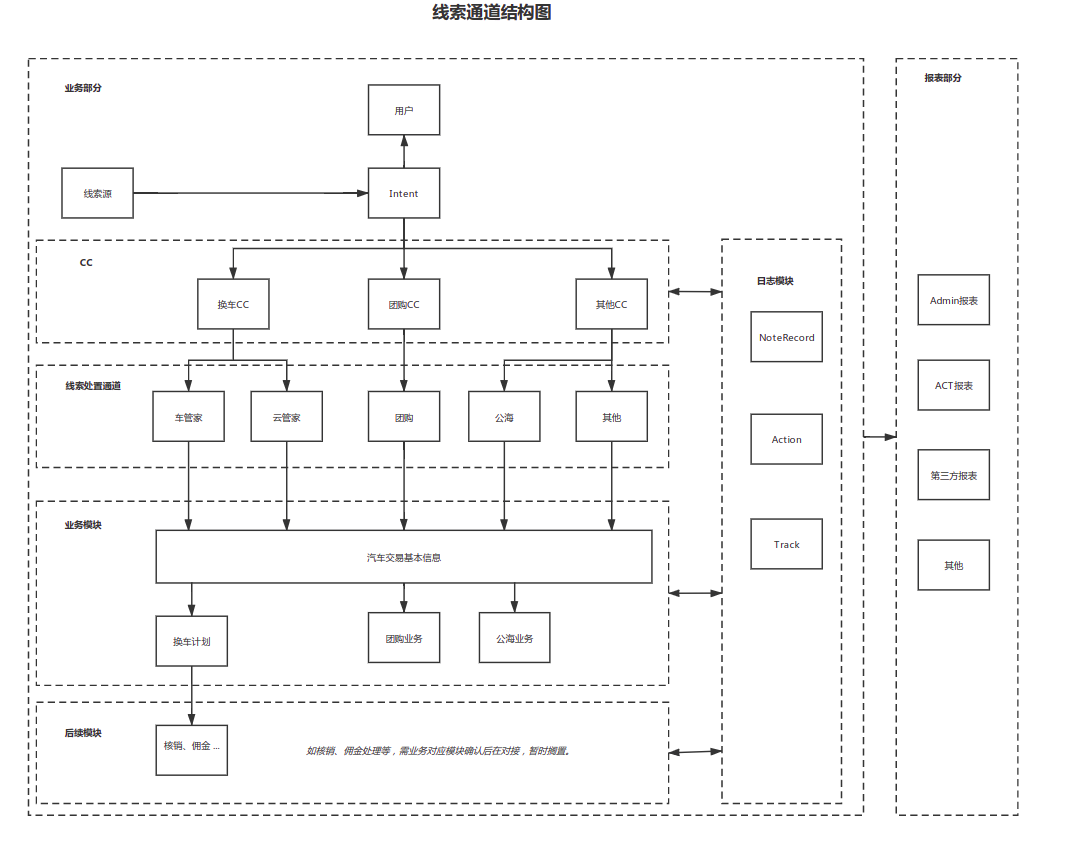 线索通道结构图
业务部分
报表部分
用户
线索源
Intent
CC
换车CC
团购CC
其他CC
日志模块
NoteRecord
Action
Track
线索处置通道
车管家
云管家
团购
公海
其他
业务模块
汽车交易基本信息
换车计划
团购业务
公海业务
后续模块
核销、佣金 ...
如核销、佣金处理等，需业务对应模块确认后在对接，暂时搁置。
Admin报表
ACT报表
第三方报表
其他